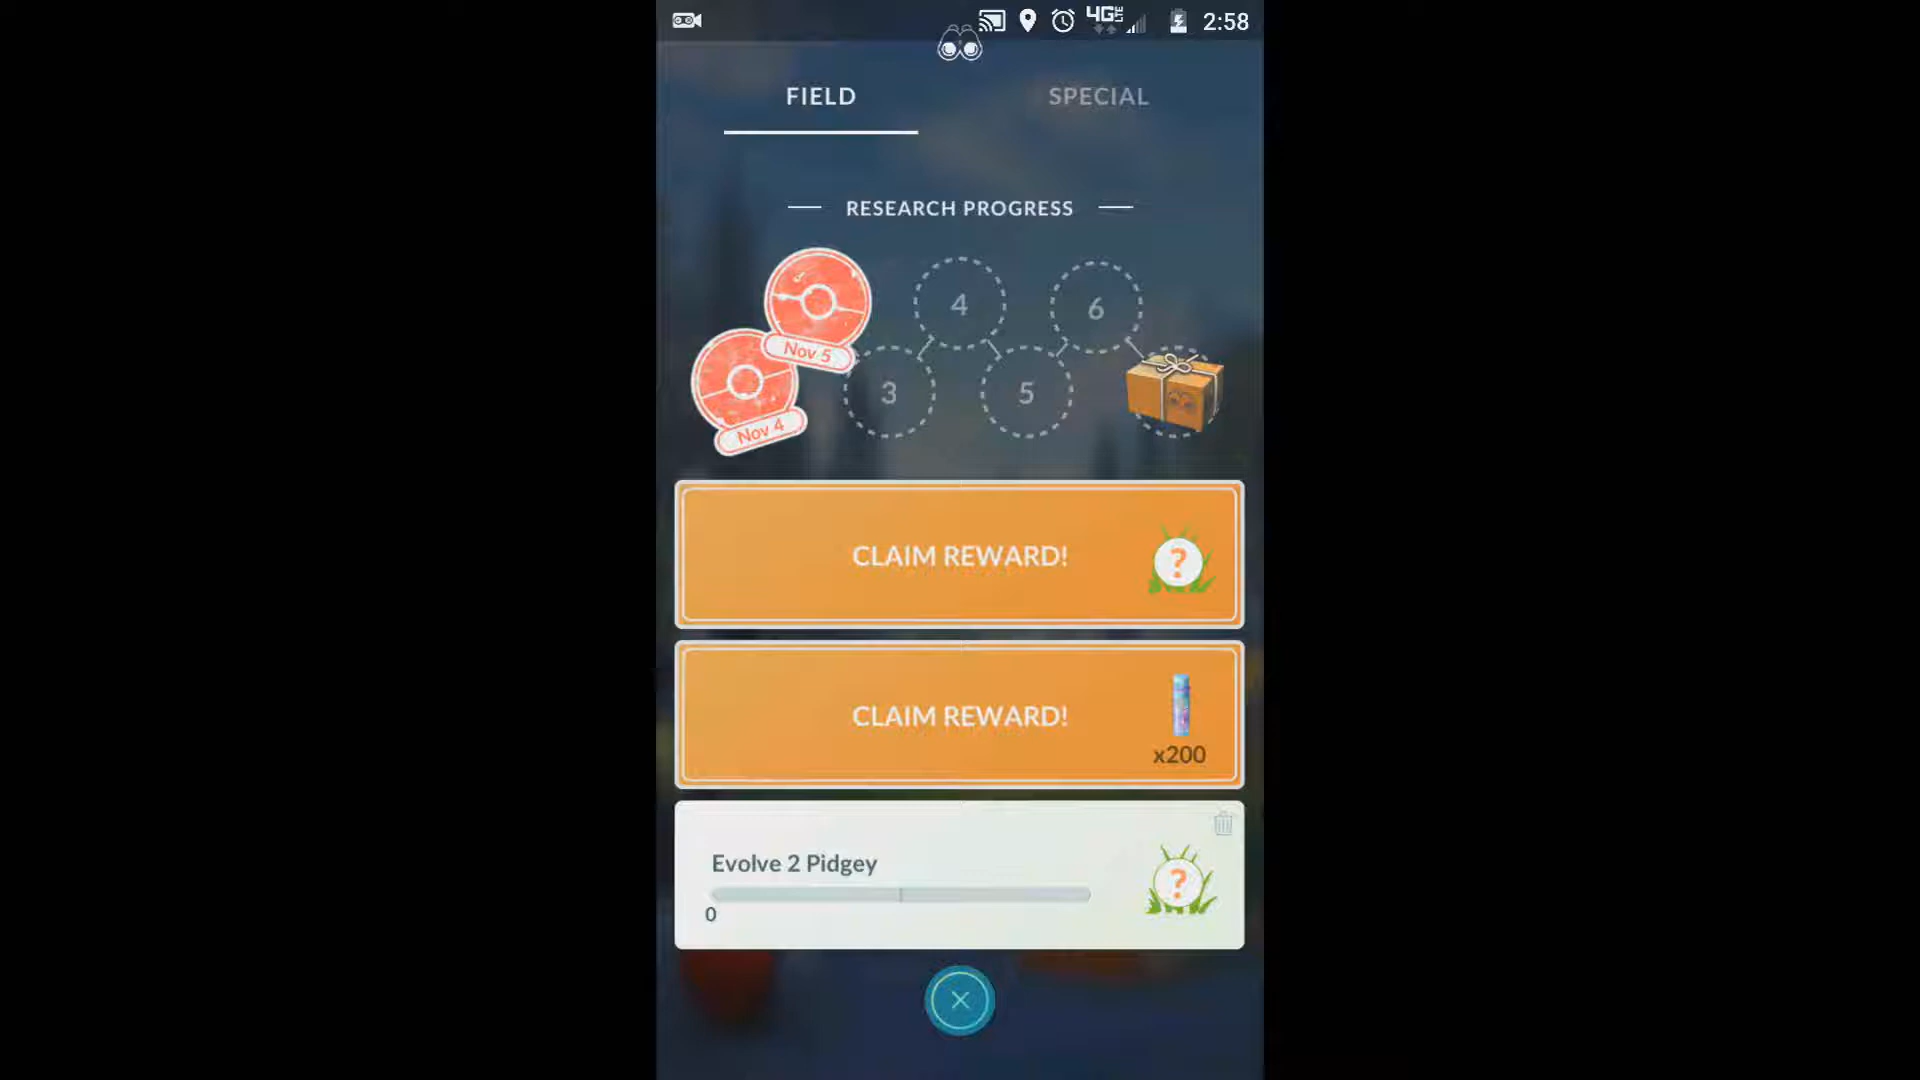 4G LTE 2:58
FIELD SPECIAL
RESEARCH PROGRESS
4 6
Nov 5
3 5
Nov 4
CLAIM REWARD! ?
CLAIM REWARD!
x200
Evolve 2 Pidgey ?
0